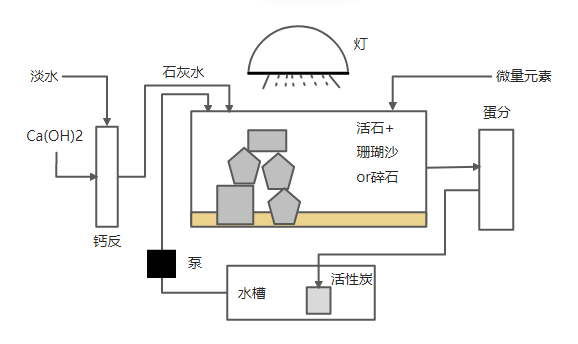 灯
淡水
石灰水
微量元素
Ca(OH)2
活石+
珊瑚沙
or碎石
蛋分
钙反
泵
水槽
活性炭